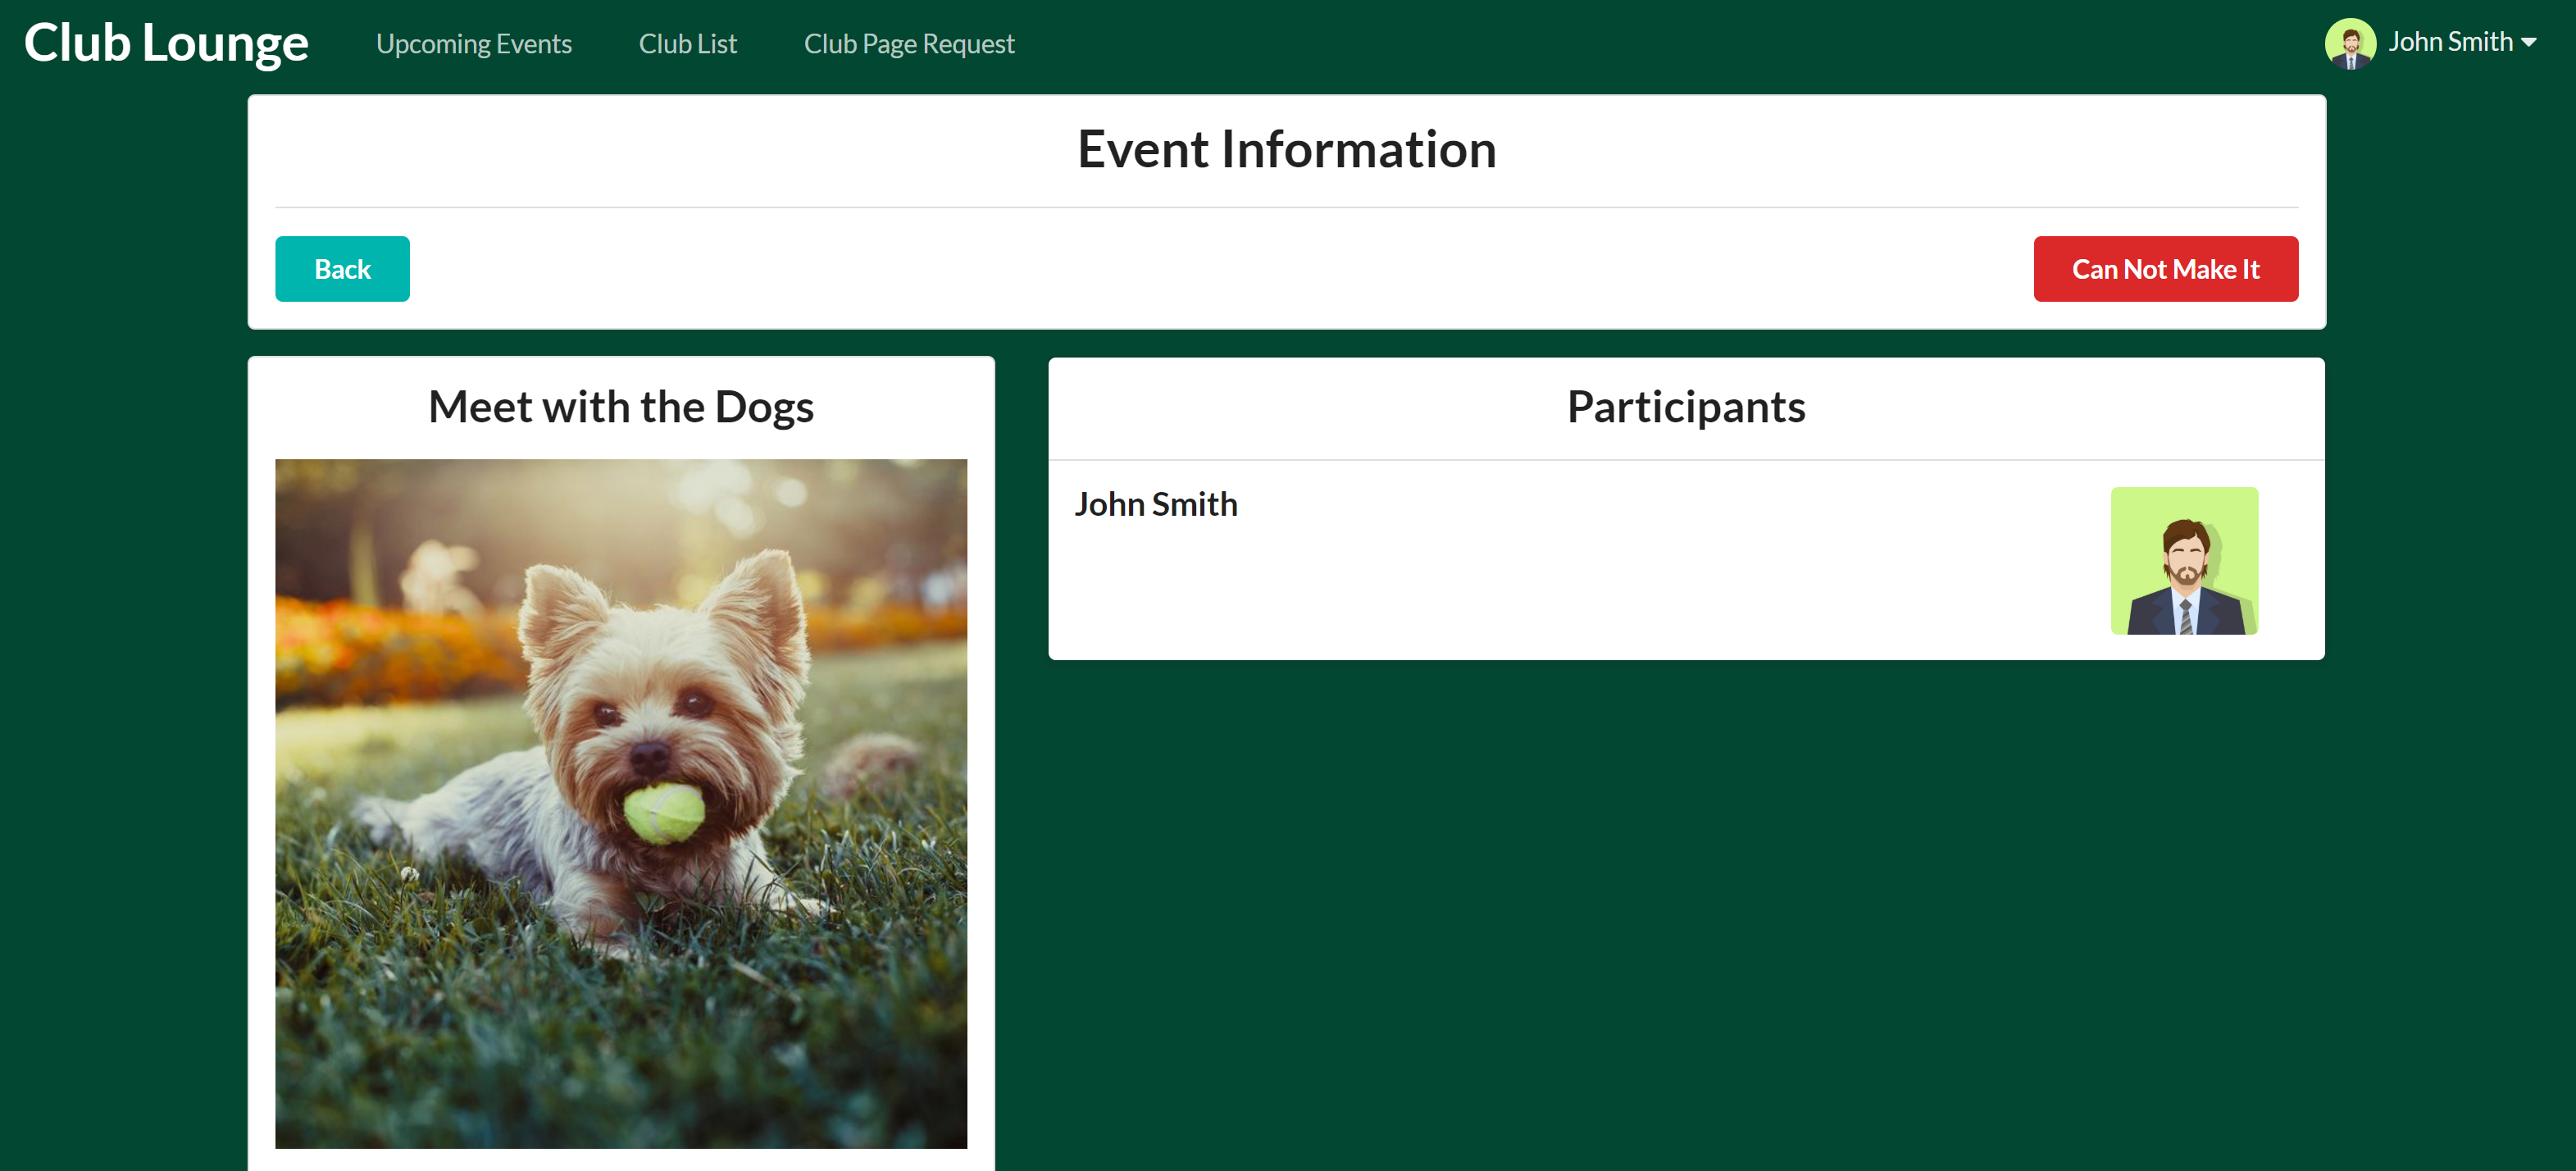 Club Lounge
Upcoming Events
Club List
Club Page Request
John Smith
Event Information
Back
Can Not Make It
Meet with the Dogs
Participants
John Smith